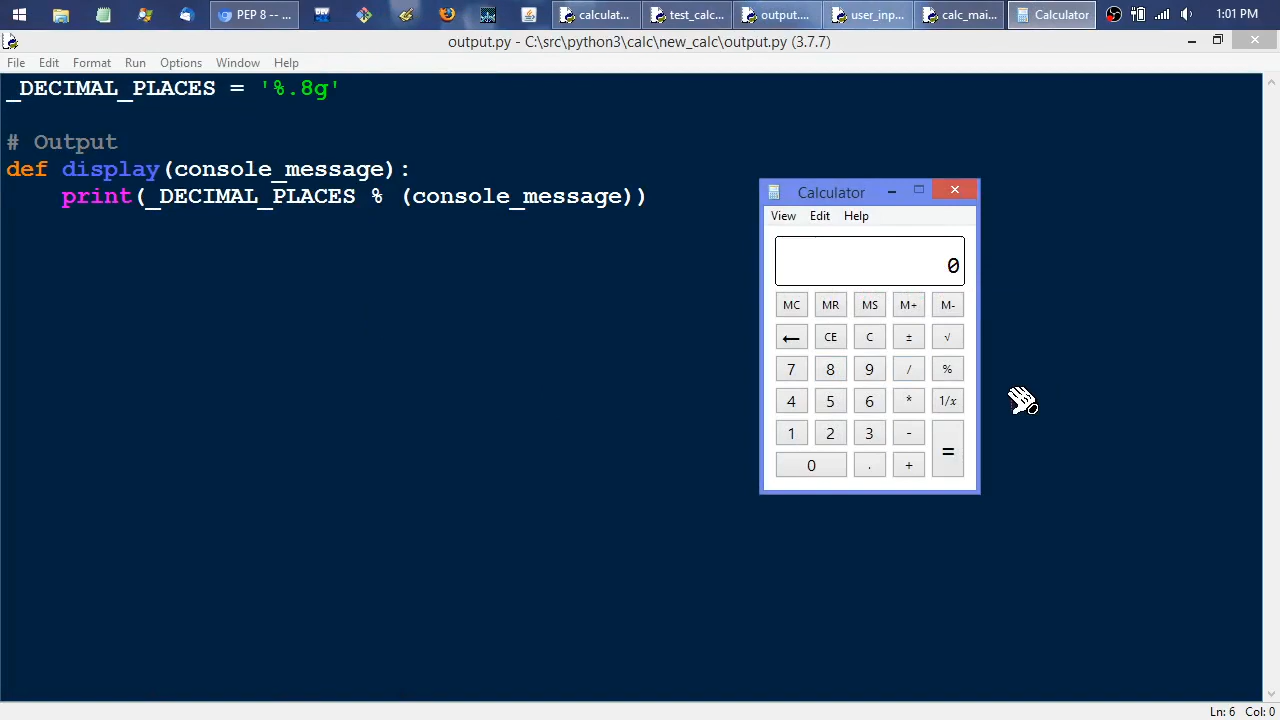 PEP 8 -- ...
calculat...
test_calc...
output....
user_inp...
calc_mai...
Calculator
1:01 PM
output.py - C:\src\python3\calc\new_calc\output.py (3.7.7)
File Edit Format Run Options Window Help
_DECIMAL_PLACES = '%.8g'
# Output
def display(console_message):
    print(_DECIMAL_PLACES % (console_message))
Calculator
View Edit Help
0
MC MR MS M+ M-
← CE C ± √
7 8 9 / %
4 5 6 * 1/x
1 2 3 - =
0 . +
Ln: 6 Col: 0